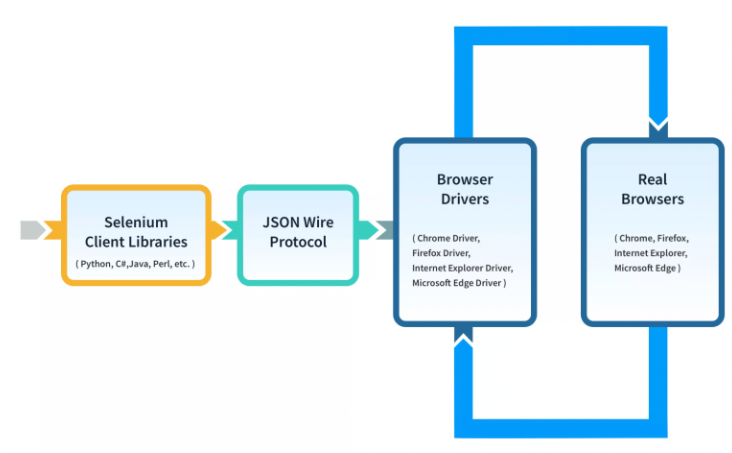 Selenium
Client Libraries
( Python, C#,Java, Perl, etc. )
JSON Wire
Protocol
Browser
Drivers
( Chrome Driver,
Firefox Driver,
Internet Explorer Driver,
Microsoft Edge Driver )
Real
Browsers
( Chrome, Firefox,
Internet Explorer,
Microsoft Edge )